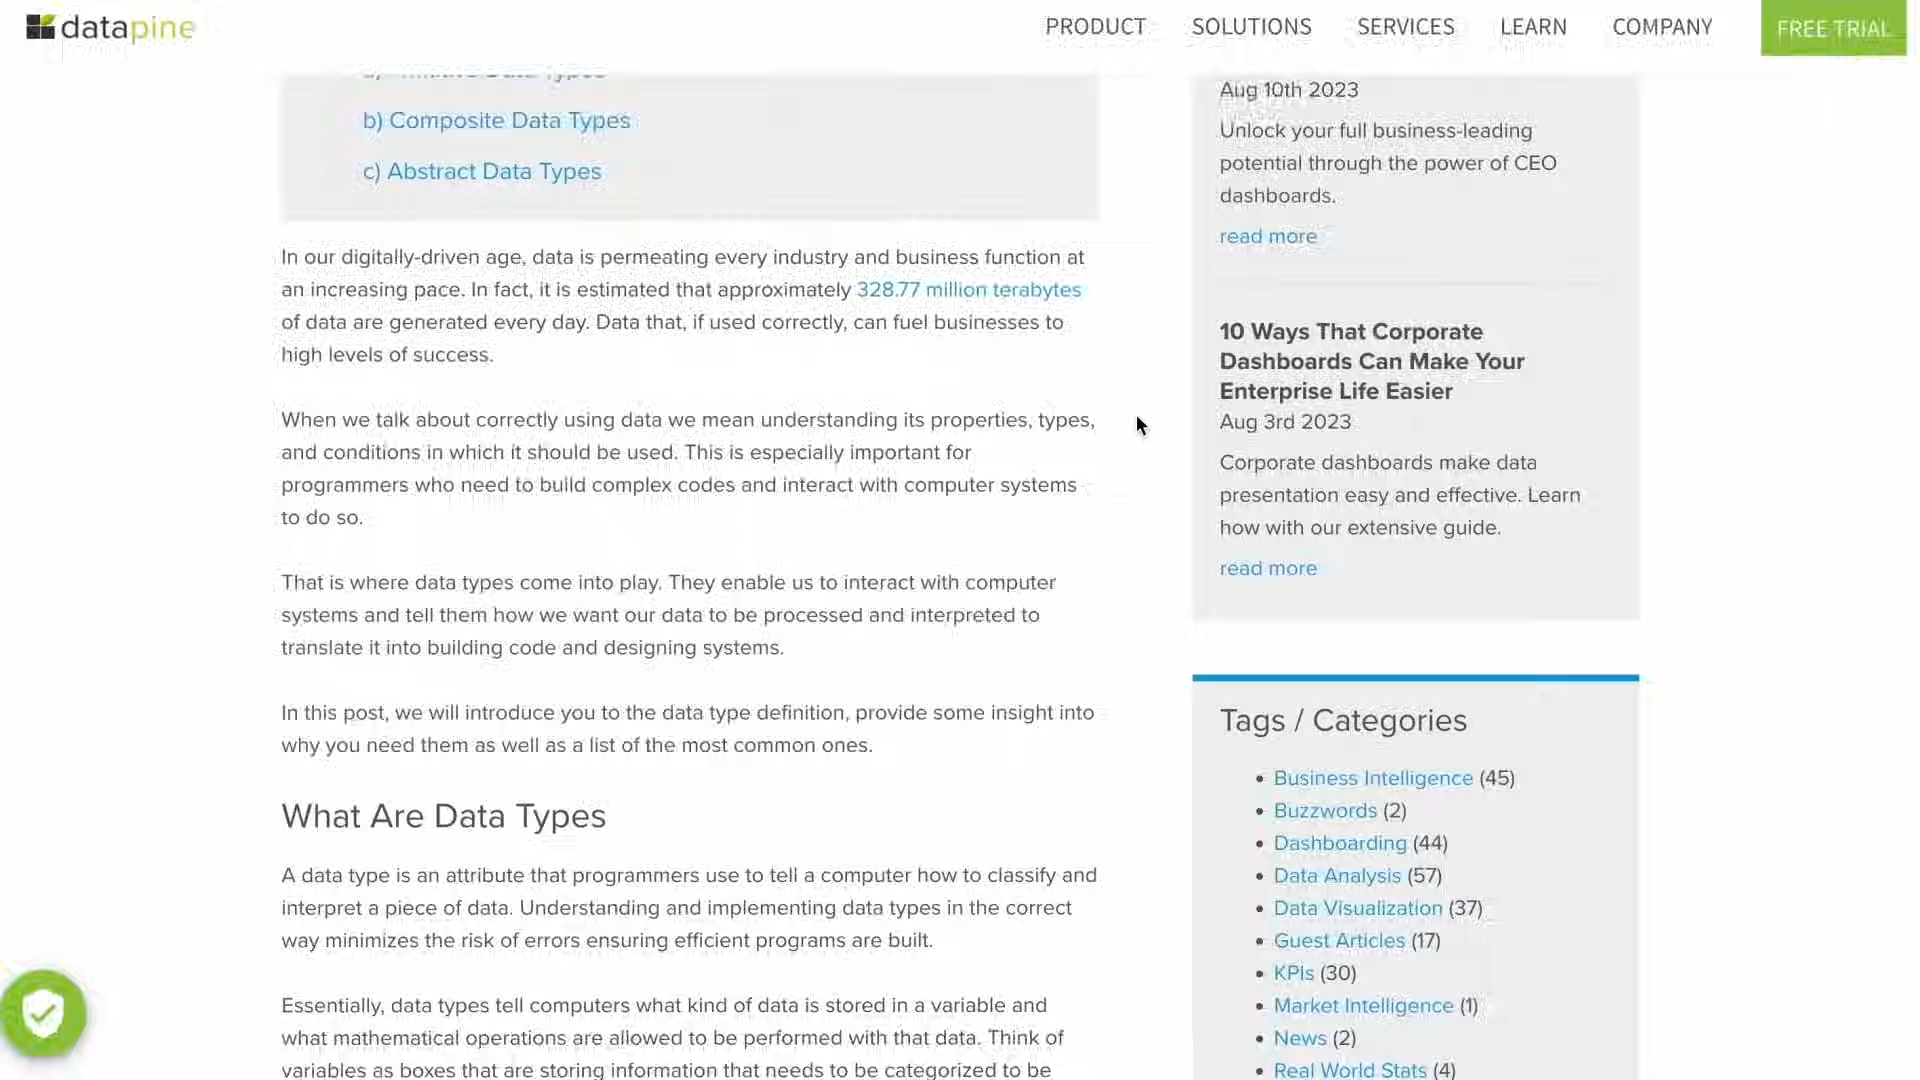 datapine
PRODUCT
SOLUTIONS
SERVICES
LEARN
COMPANY
FREE TRIAL
Data Types
b) Composite Data Types
c) Abstract Data Types
In our digitally-driven age, data is permeating every industry and business function at
an increasing pace. In fact, it is estimated that approximately 328.77 million terabytes
of data are generated every day. Data that, if used correctly, can fuel businesses to
high levels of success.
When we talk about correctly using data we mean understanding its properties, types,
and conditions in which it should be used. This is especially important for
programmers who need to build complex codes and interact with computer systems
to do so.
That is where data types come into play. They enable us to interact with computer
systems and tell them how we want our data to be processed and interpreted to
translate it into building code and designing systems.
In this post, we will introduce you to the data type definition, provide some insight into
why you need them as well as a list of the most common ones.
What Are Data Types
A data type is an attribute that programmers use to tell a computer how to classify and
interpret a piece of data. Understanding and implementing data types in the correct
way minimizes the risk of errors ensuring efficient programs are built.
Essentially, data types tell computers what kind of data is stored in a variable and
what mathematical operations are allowed to be performed with that data. Think of
variables as boxes that are storing information that needs to be categorized to be
Aug 10th 2023
Unlock your full business-leading
potential through the power of CEO
dashboards.
read more
10 Ways That Corporate
Dashboards Can Make Your
Enterprise Life Easier
Aug 3rd 2023
Corporate dashboards make data
presentation easy and effective. Learn
how with our extensive guide.
read more
Tags / Categories
• Business Intelligence (45)
• Buzzwords (2)
• Dashboarding (44)
• Data Analysis (57)
• Data Visualization (37)
• Guest Articles (17)
• KPIs (30)
• Market Intelligence (1)
• News (2)
• Real World Stats (4)